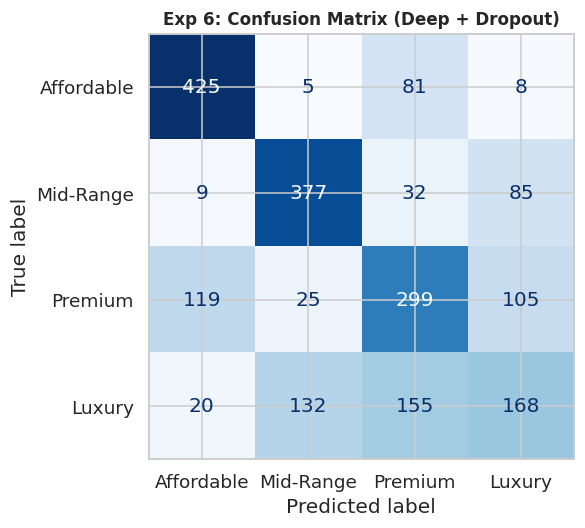 Exp 6: Confusion Matrix (Deep + Dropout)
True label
Affordable 425 5 81 8
Mid-Range 9 377 32 85
Premium 119 25 299 105
Luxury 20 132 155 168
Affordable Mid-Range Premium Luxury
Predicted label